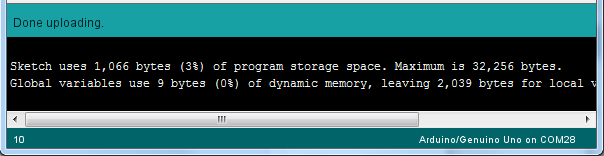 Done uploading.
Sketch uses 1,066 bytes (3%) of program storage space. Maximum is 32,256 bytes.
Global variables use 9 bytes (0%) of dynamic memory, leaving 2,039 bytes for local v
10
Arduino/Genuino Uno on COM28